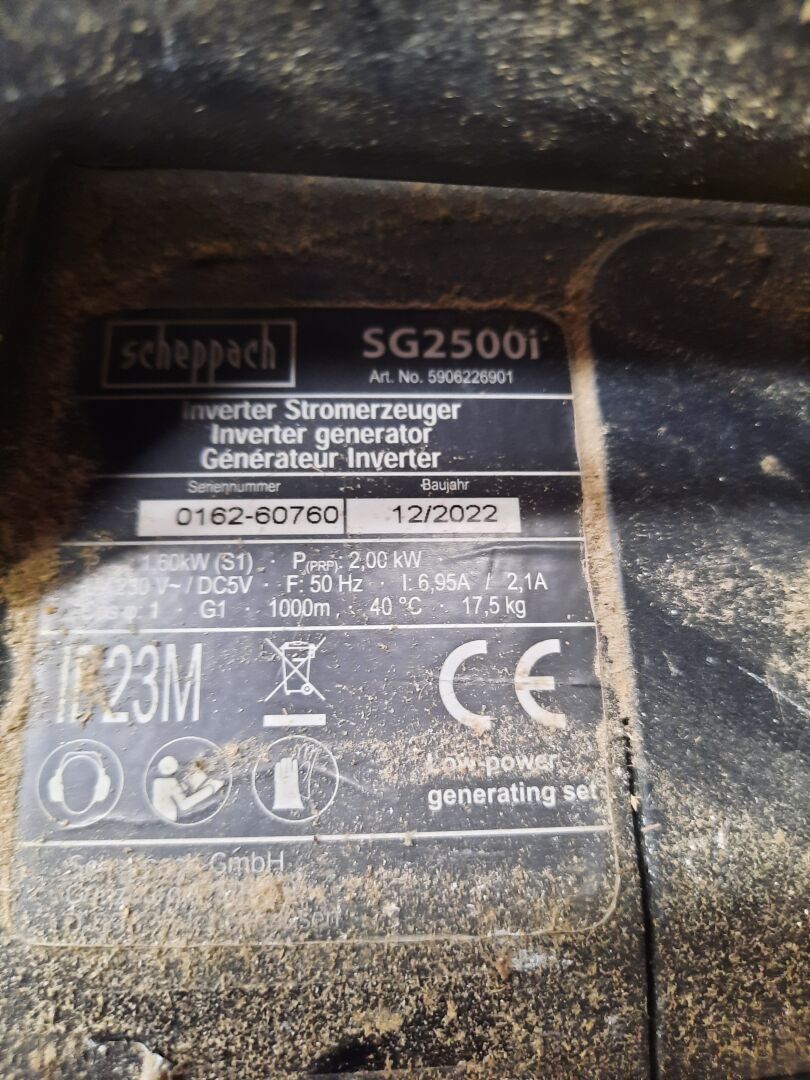 scheppach
SG2500i
Art. No. 5906226901
Inverter Stromerzeuger
Inverter generator
Générateur Inverter
Seriennummer
Baujahr
0162-60760
12/2022
1.60kW (S1) · P(PRP): 2,00 kW
230 V~ / DC5V · F: 50 Hz · I: 6,95A / 2,1A
1 · G1 · 1000m · 40 °C · 17,5 kg
23M
CE
Low-power
generating set
GmbH